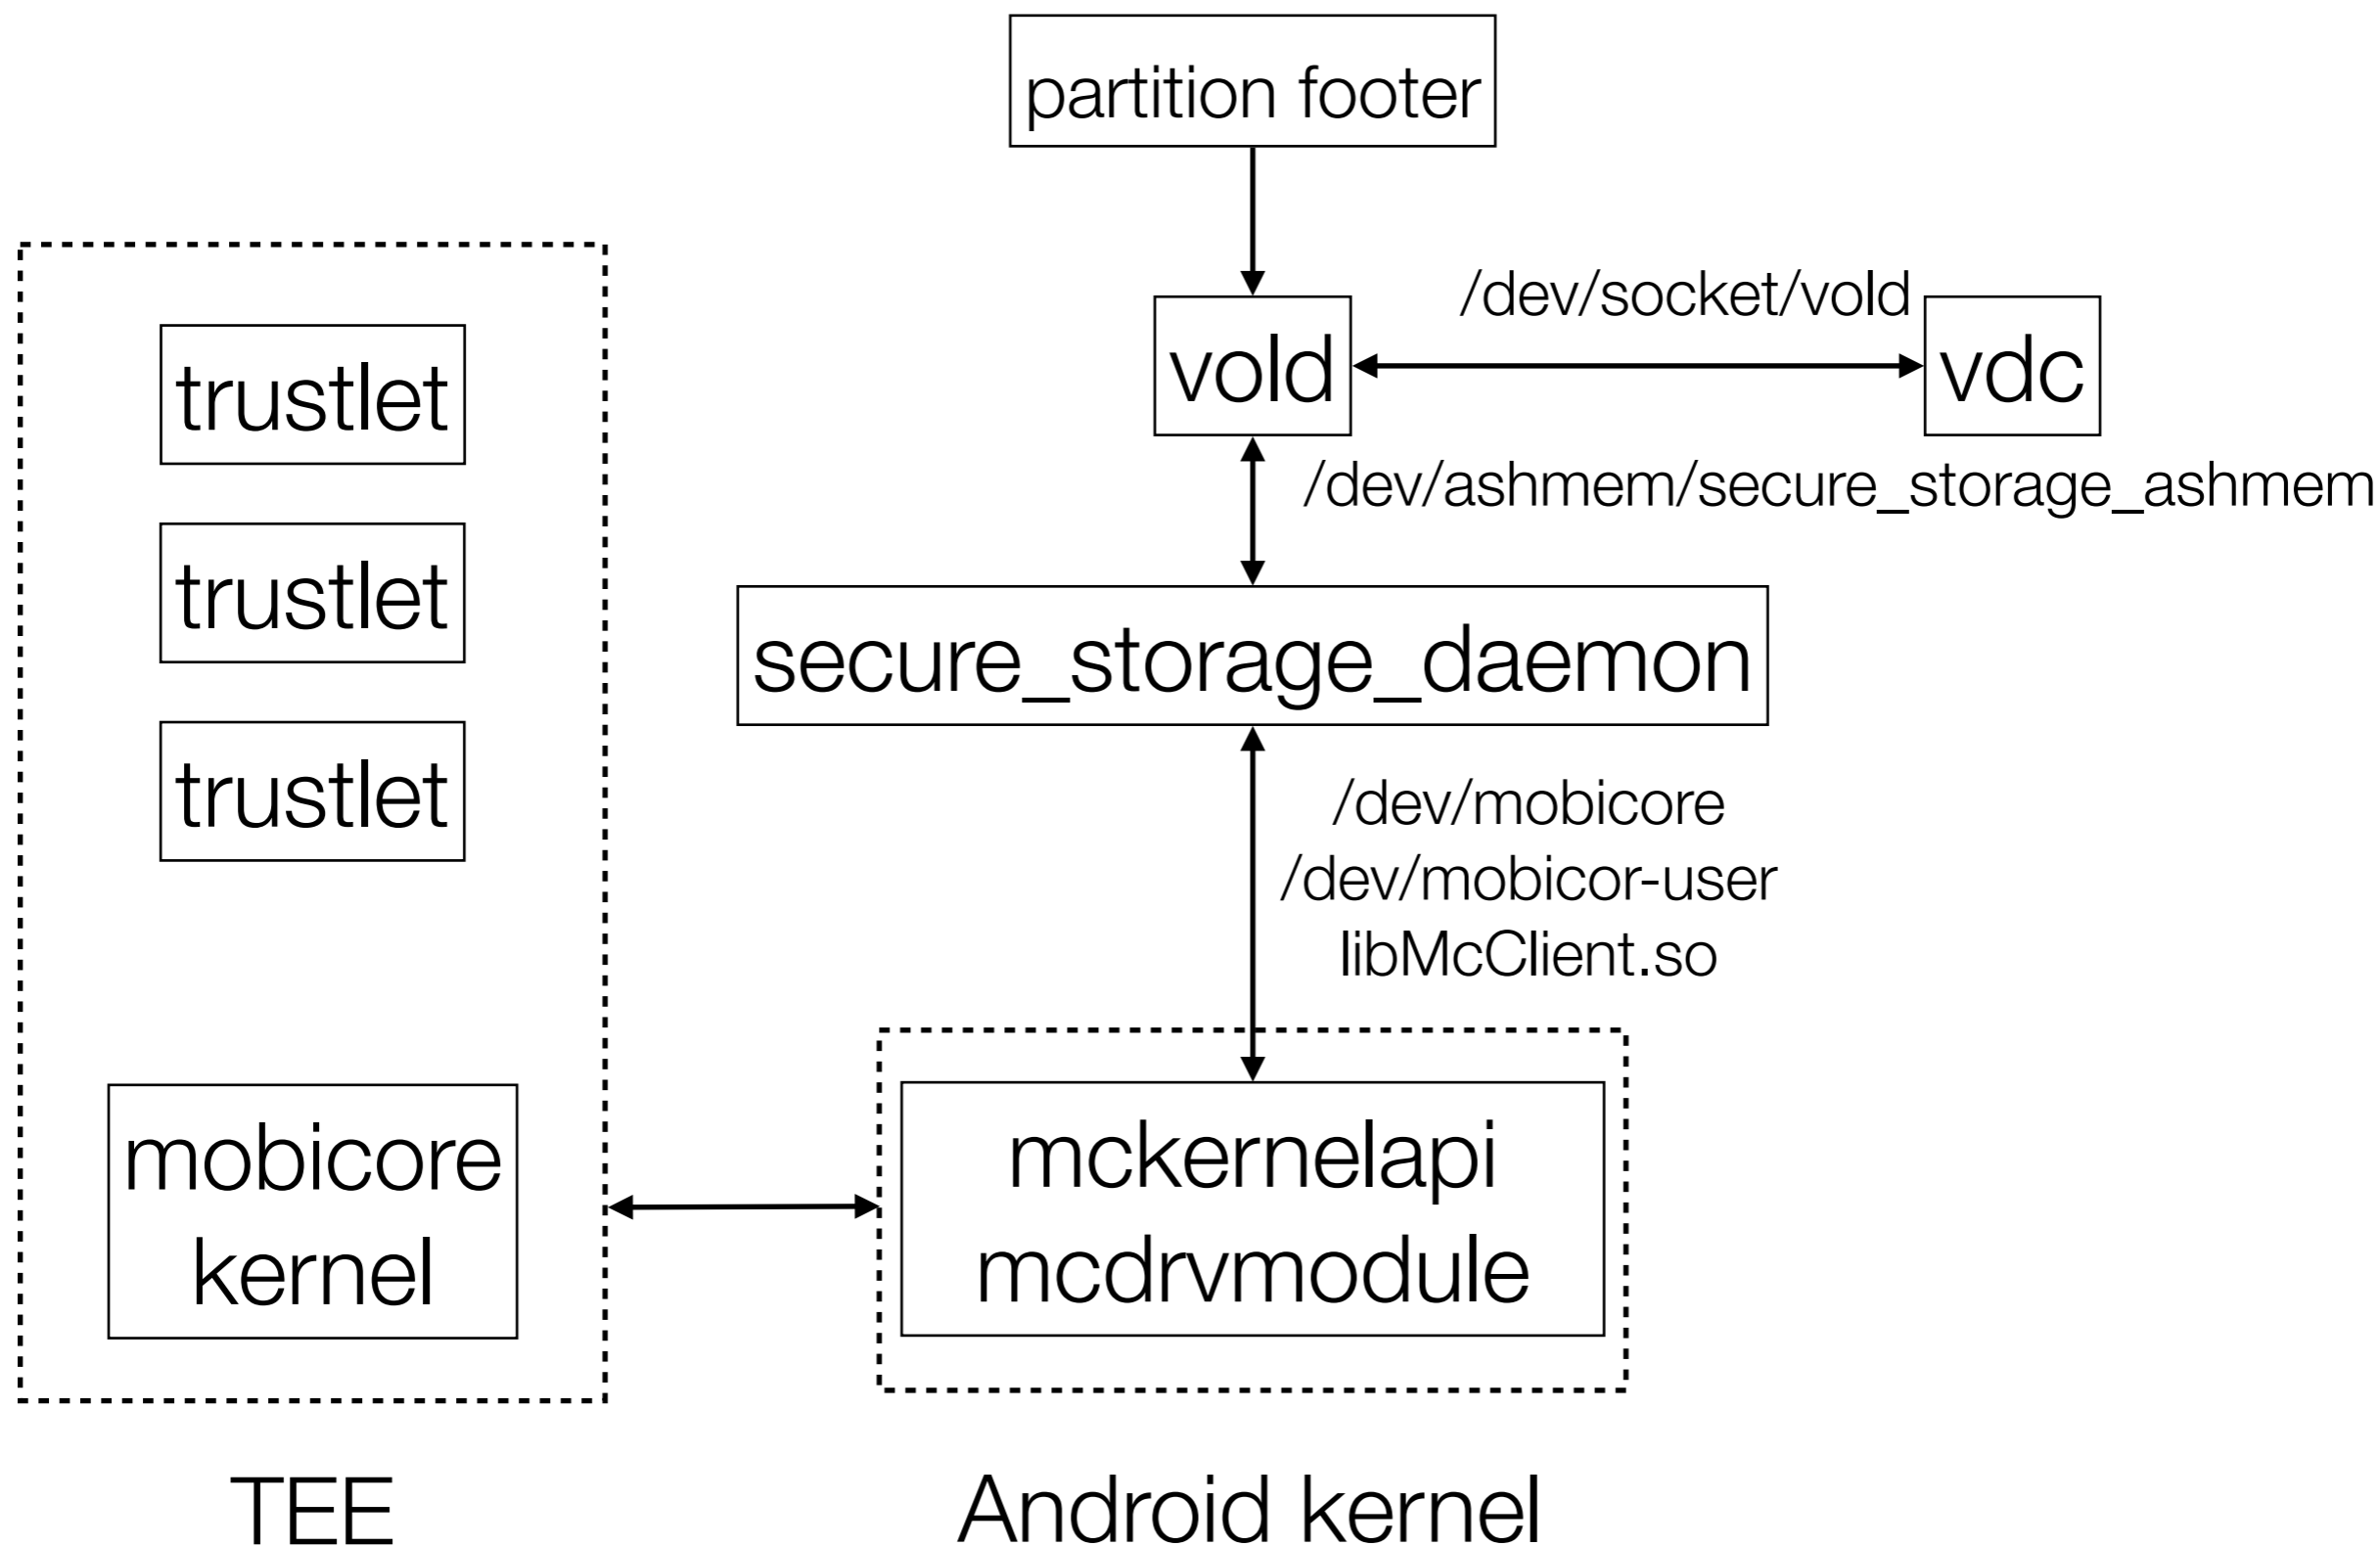 partition footer
/dev/socket/vold
vold
vdc
/dev/ashmem/secure_storage_ashmem
secure_storage_daemon
/dev/mobicore
/dev/mobicor-user
libMcClient.so
trustlet
trustlet
trustlet
mobicore
kernel
mckernelapi
mcdrvmodule
TEE
Android kernel